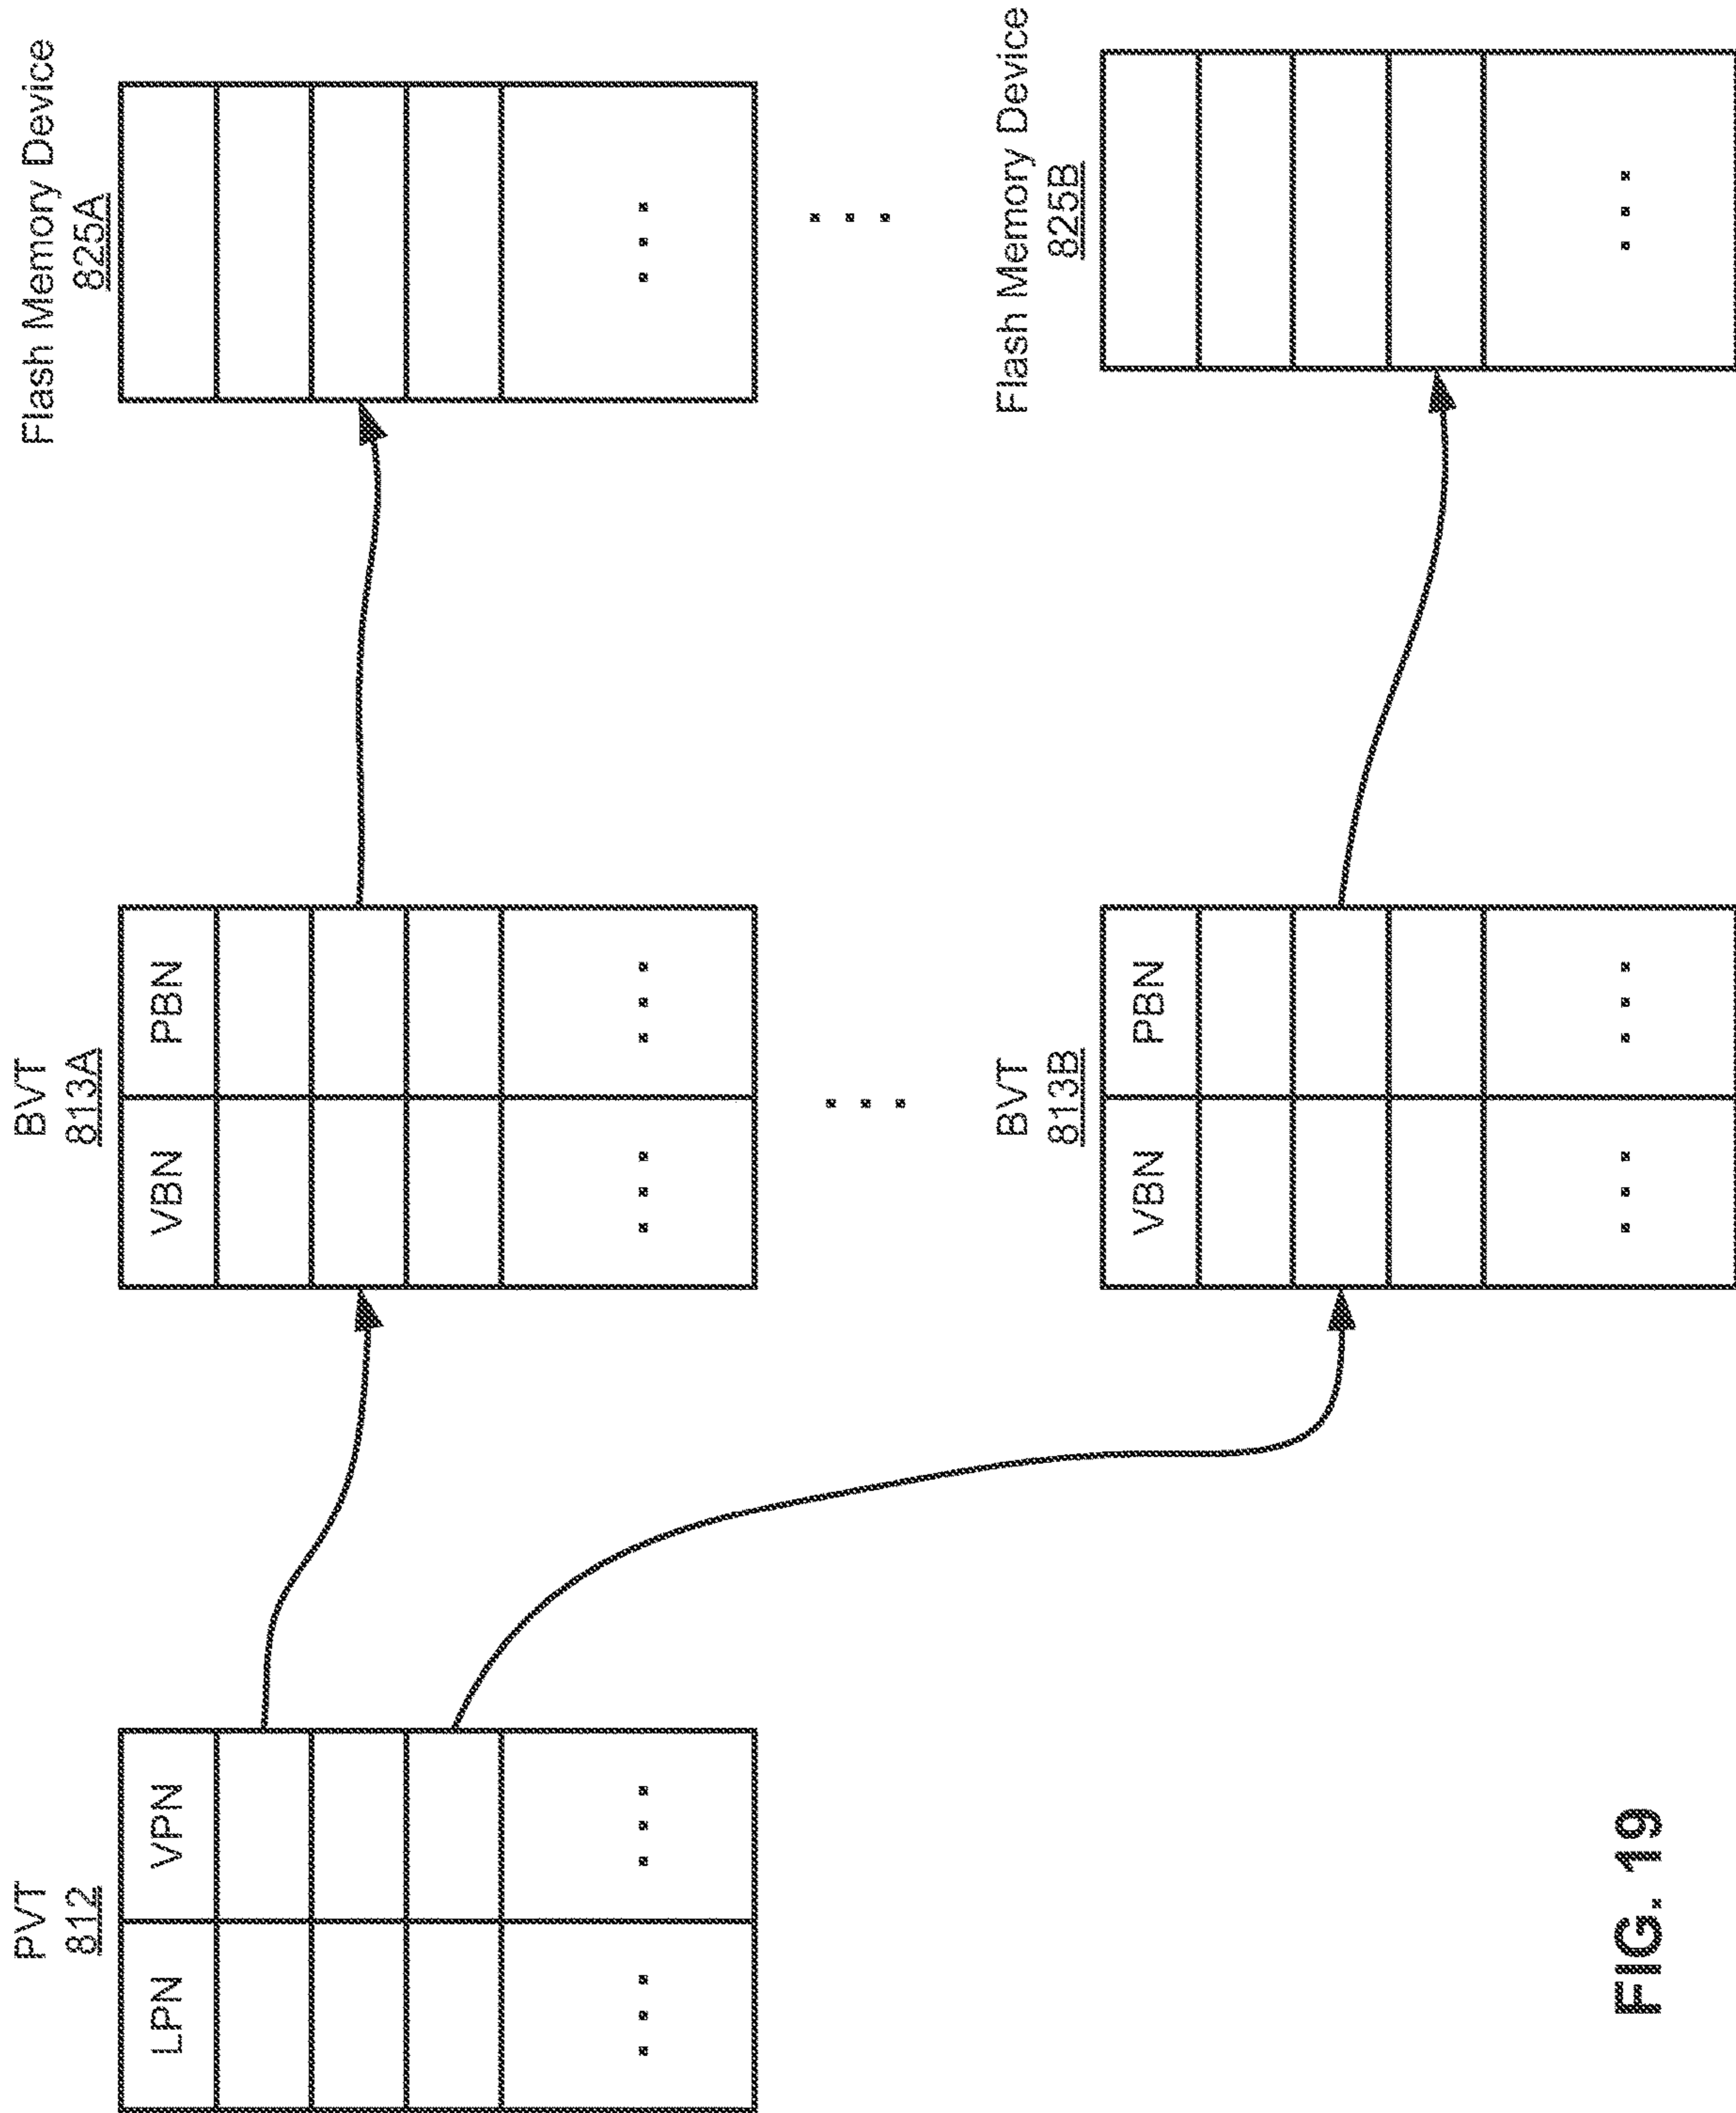 PVT
812
LPN VPN
BVT
813A
VBN PBN
Flash Memory Device
825A
BVT
813B
VBN PBN
Flash Memory Device
825B
FIG. 19